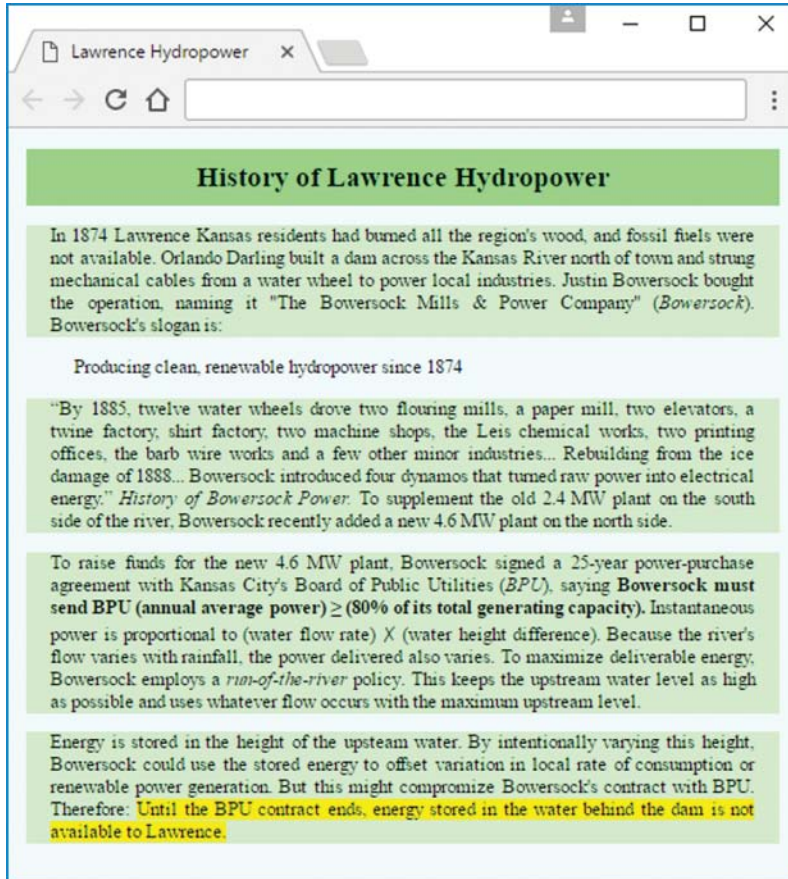 Lawrence Hydropower
History of Lawrence Hydropower
In 1874 Lawrence Kansas residents had burned all the region's wood, and fossil fuels were
not available. Orlando Darling built a dam across the Kansas River north of town and strung
mechanical cables from a water wheel to power local industries. Justin Bowersock bought
the operation, naming it "The Bowersock Mills & Power Company" (Bowersock).
Bowersock's slogan is:
Producing clean, renewable hydropower since 1874
“By 1885, twelve water wheels drove two flouring mills, a paper mill, two elevators, a
twine factory, shirt factory, two machine shops, the Leis chemical works, two printing
offices, the barb wire works and a few other minor industries... Rebuilding from the ice
damage of 1888... Bowersock introduced four dynamos that turned raw power into electrical
energy.” History of Bowersock Power. To supplement the old 2.4 MW plant on the south
side of the river, Bowersock recently added a new 4.6 MW plant on the north side.
To raise funds for the new 4.6 MW plant, Bowersock signed a 25-year power-purchase
agreement with Kansas City's Board of Public Utilities (BPU), saying Bowersock must
send BPU (annual average power) ≥ (80% of its total generating capacity). Instantaneous
power is proportional to (water flow rate) X (water height difference). Because the river's
flow varies with rainfall, the power delivered also varies. To maximize deliverable energy,
Bowersock employs a run-of-the-river policy. This keeps the upstream water level as high
as possible and uses whatever flow occurs with the maximum upstream level.
Energy is stored in the height of the upsteam water. By intentionally varying this height,
Bowersock could use the stored energy to offset variation in local rate of consumption or
renewable power generation. But this might compromise Bowersock's contract with BPU.
Therefore: Until the BPU contract ends, energy stored in the water behind the dam is not
available to Lawrence.